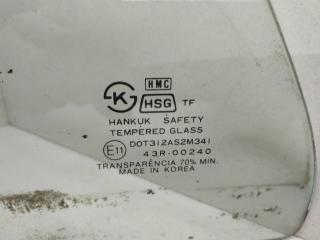 HMC
K HSG TF
HANKUK SAFETY
TEMPERED GLASS
E11 DOT312AS2M341
43R-00240
TRANSPARÊNCIA 70% MIN.
MADE IN KOREA